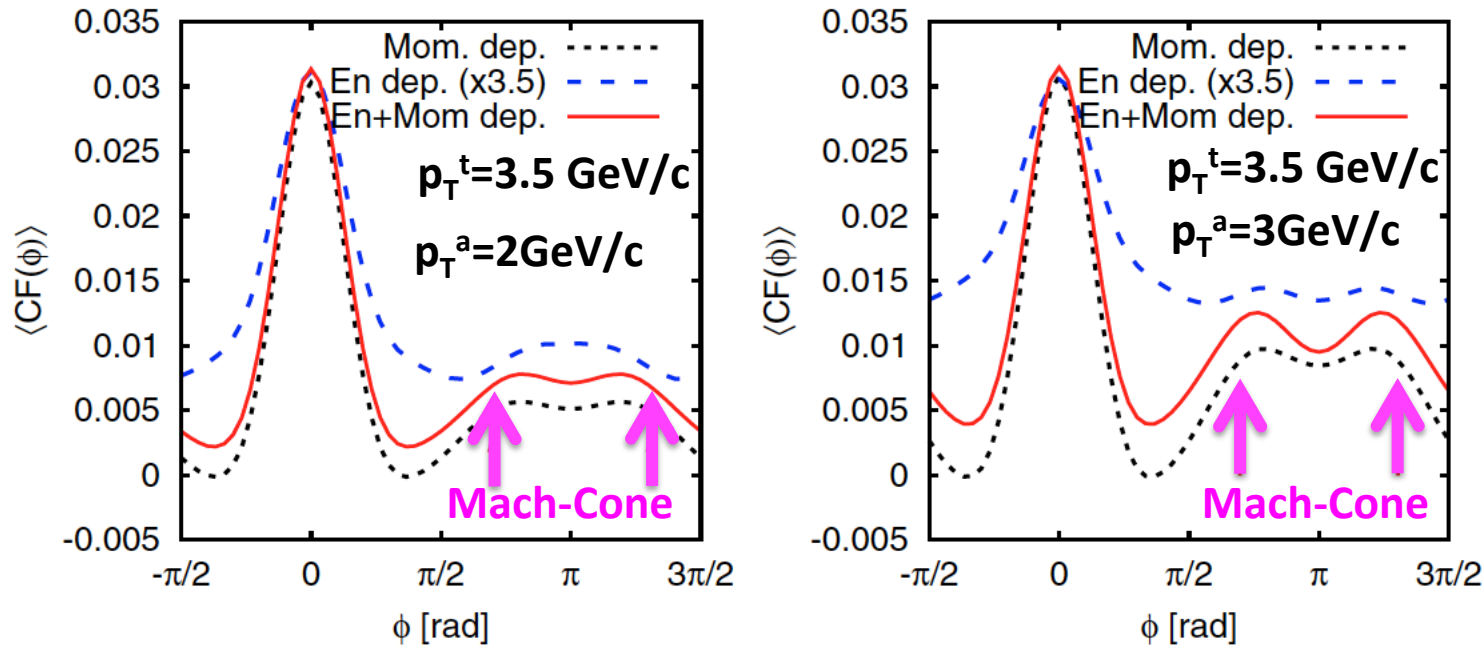 0.035
0.03
0.025
0.02
0.015
0.01
0.005
0
-0.005
⟨CF(ϕ)⟩
Mom. dep.
En dep. (x3.5)
En+Mom dep.
p_T^t=3.5 GeV/c
p_T^a=2GeV/c
Mach-Cone
-π/2 0 π/2 π 3π/2
ϕ [rad]
0.035
0.03
0.025
0.02
0.015
0.01
0.005
0
-0.005
⟨CF(ϕ)⟩
Mom. dep.
En dep. (x3.5)
En+Mom dep.
p_T^t=3.5 GeV/c
p_T^a=3GeV/c
Mach-Cone
-π/2 0 π/2 π 3π/2
ϕ [rad]